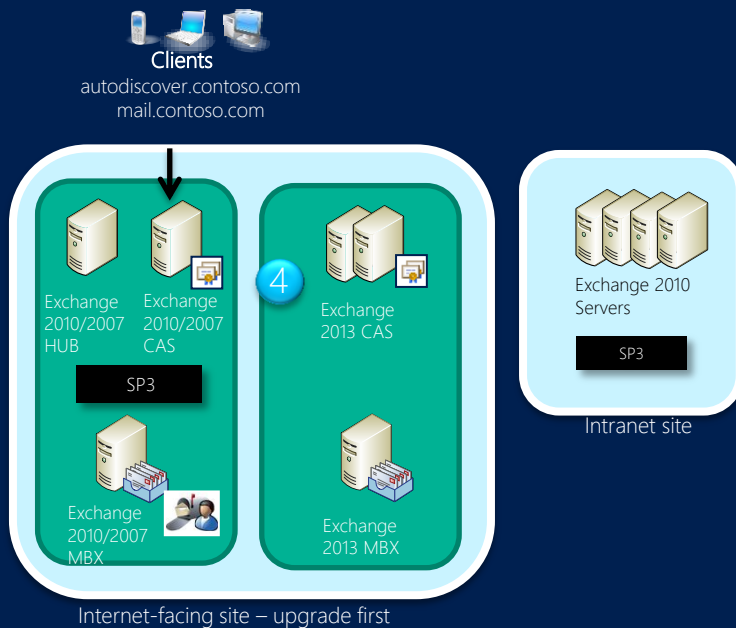 Clients
autodiscover.contoso.com
mail.contoso.com
Exchange
2010/2007
HUB
Exchange
2010/2007
CAS
SP3
Exchange
2010/2007
MBX
4
Exchange
2013 CAS
Exchange
2013 MBX
Internet-facing site – upgrade first
Exchange 2010
Servers
SP3
Intranet site